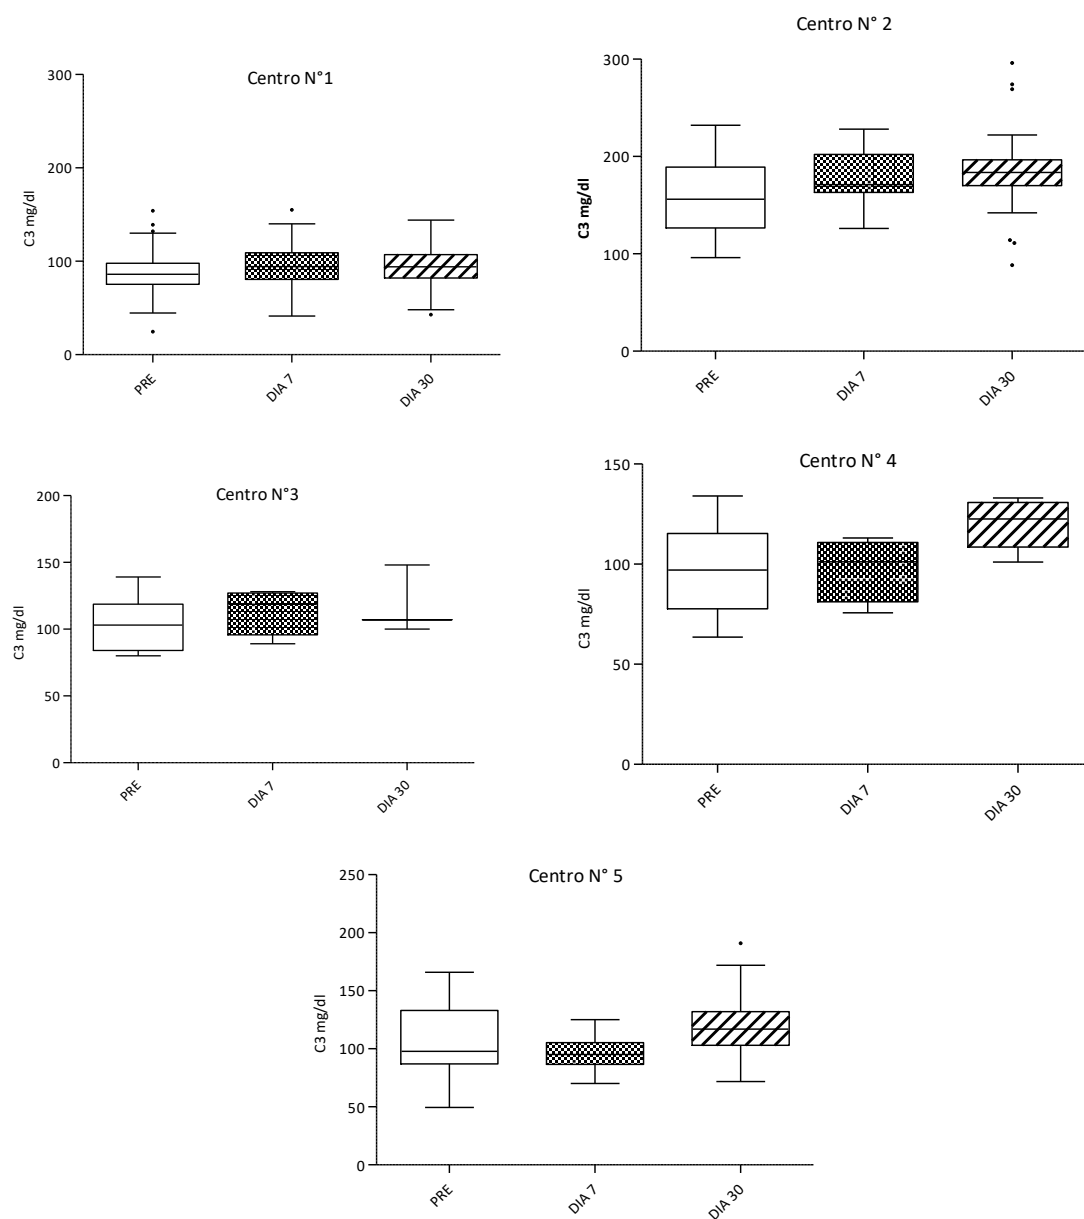 Centro N°1
C3 mg/dl
300
200
100
0
PRE
DIA 7
DIA 30
Centro N° 2
C3 mg/dl
300
200
100
0
PRE
DIA 7
DIA 30
Centro N°3
C3 mg/dl
200
150
100
50
0
PRE
DIA 7
DIA 30
Centro N° 4
C3 mg/dl
150
100
50
0
PRE
DIA 7
DIA 30
Centro N° 5
C3 mg/dl
250
200
150
100
50
0
PRE
DIA 7
DIA 30